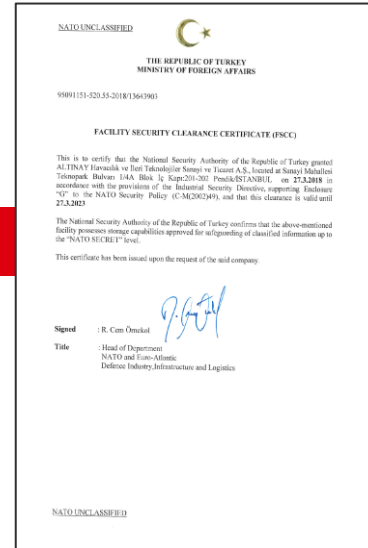 NATO UNCLASSIFIED
THE REPUBLIC OF TURKEY
MINISTRY OF FOREIGN AFFAIRS
95091151-520.55-2018/13643903
FACILITY SECURITY CLEARANCE CERTIFICATE (FSCC)
This is to certify that the National Security Authority of the Republic of Turkey granted
ALTINAY Havacılık ve İleri Teknolojiler Sanayi ve Ticaret A.Ş., located at Sanayi Mahallesi
Teknopark Bulvarı 1/4A Blok İç Kapı:201-202 Pendik/İSTANBUL on 27.3.2018 in
accordance with the provisions of the Industrial Security Directive, supporting Enclosure
"G" to the NATO Security Policy (C-M(2002)49), and that this clearance is valid until
27.3.2023
The National Security Authority of the Republic of Turkey confirms that the above-mentioned
facility possesses storage capabilities approved for safeguarding of classified information up to
the "NATO SECRET" level.
This certificate has been issued upon the request of the said company.
Signed : R. Cem Örnekol
Title : Head of Department
NATO and Euro-Atlantic
Defence Industry,Infrastructure and Logistics
NATO UNCLASSIFIED